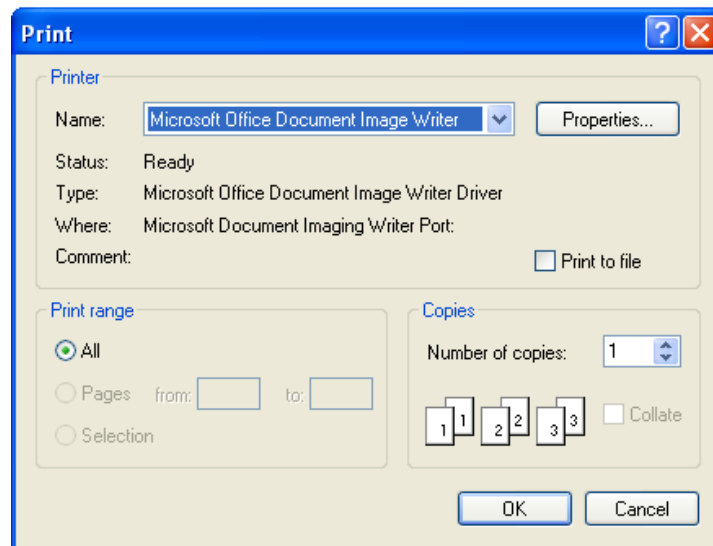 Print
Printer
Name: Microsoft Office Document Image Writer Properties...
Status: Ready
Type: Microsoft Office Document Image Writer Driver
Where: Microsoft Document Imaging Writer Port:
Comment: Print to file
Print range Copies
All Number of copies: 1
Pages from: to:
1 1 2 2 3 3 Collate
Selection
OK Cancel